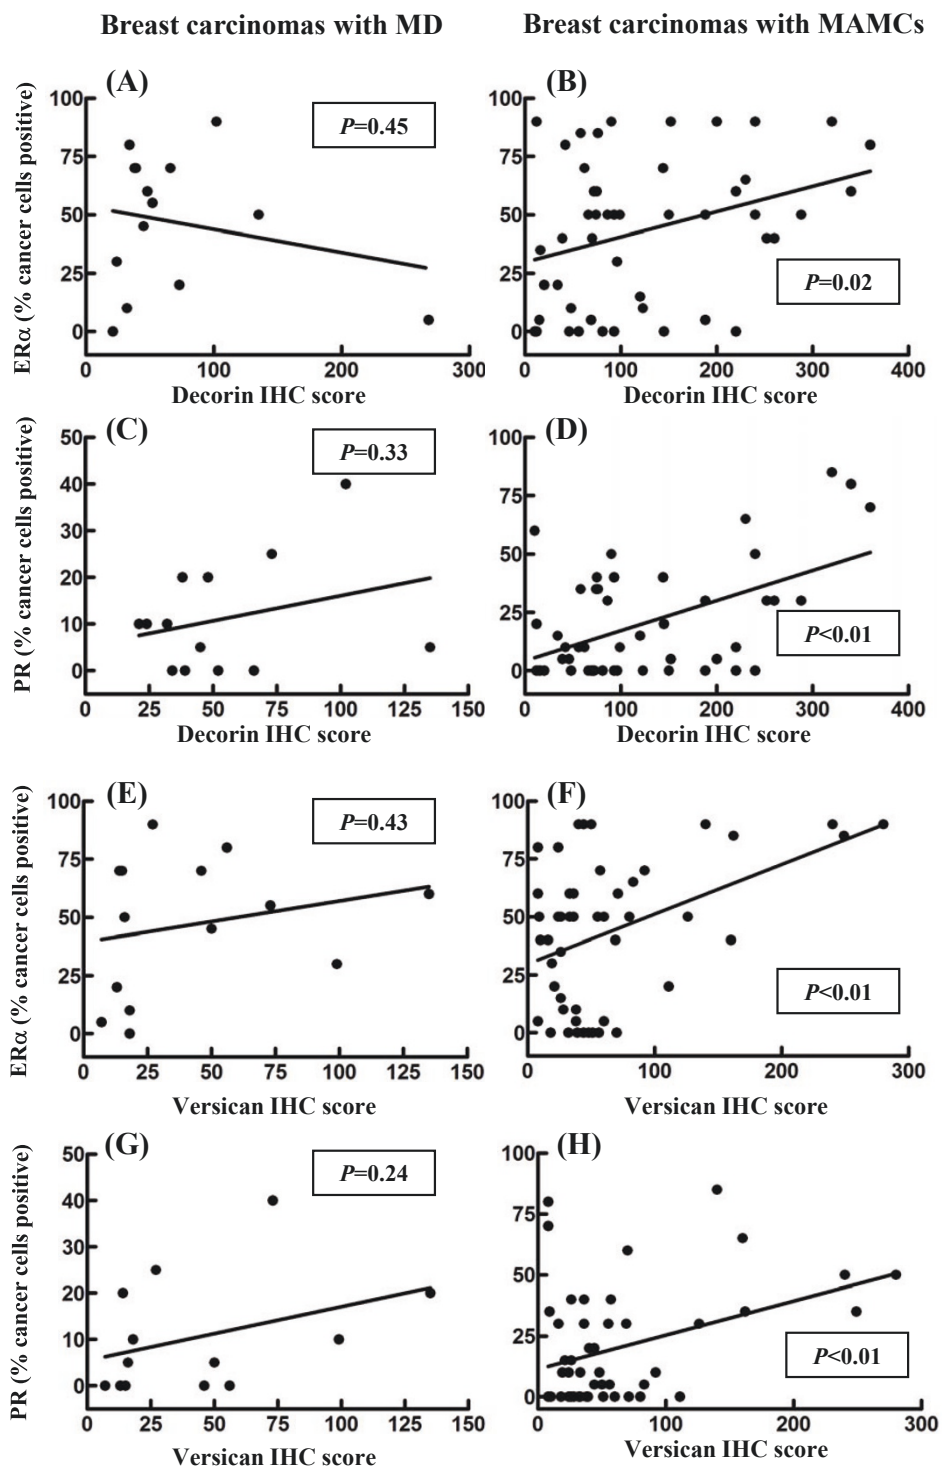 Breast carcinomas with MD
Breast carcinomas with MAMCs
(A)
P=0.45
ERα (% cancer cells positive)
100
75
50
25
0
0 100 200 300
Decorin IHC score
(B)
P=0.02
100
75
50
25
0
0 100 200 300 400
Decorin IHC score
(C)
P=0.33
PR (% cancer cells positive)
50
40
30
20
10
0
0 25 50 75 100 125 150
Decorin IHC score
(D)
P<0.01
100
75
50
25
0
0 100 200 300 400
Decorin IHC score
(E)
P=0.43
ERα (% cancer cells positive)
100
75
50
25
0
0 25 50 75 100 125 150
Versican IHC score
(F)
P<0.01
100
75
50
25
0
0 100 200 300
Versican IHC score
(G)
P=0.24
PR (% cancer cells positive)
50
40
30
20
10
0
0 25 50 75 100 125 150
Versican IHC score
(H)
P<0.01
100
75
50
25
0
0 100 200 300
Versican IHC score